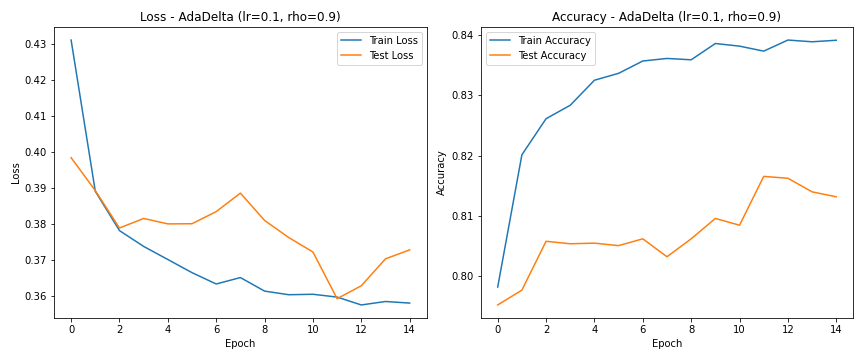 Loss - AdaDelta (lr=0.1, rho=0.9)
Train Loss
Test Loss
Loss
0.43
0.42
0.41
0.40
0.39
0.38
0.37
0.36
0 2 4 6 8 10 12 14
Epoch
Accuracy - AdaDelta (lr=0.1, rho=0.9)
Train Accuracy
Test Accuracy
Accuracy
0.84
0.83
0.82
0.81
0.80
0 2 4 6 8 10 12 14
Epoch